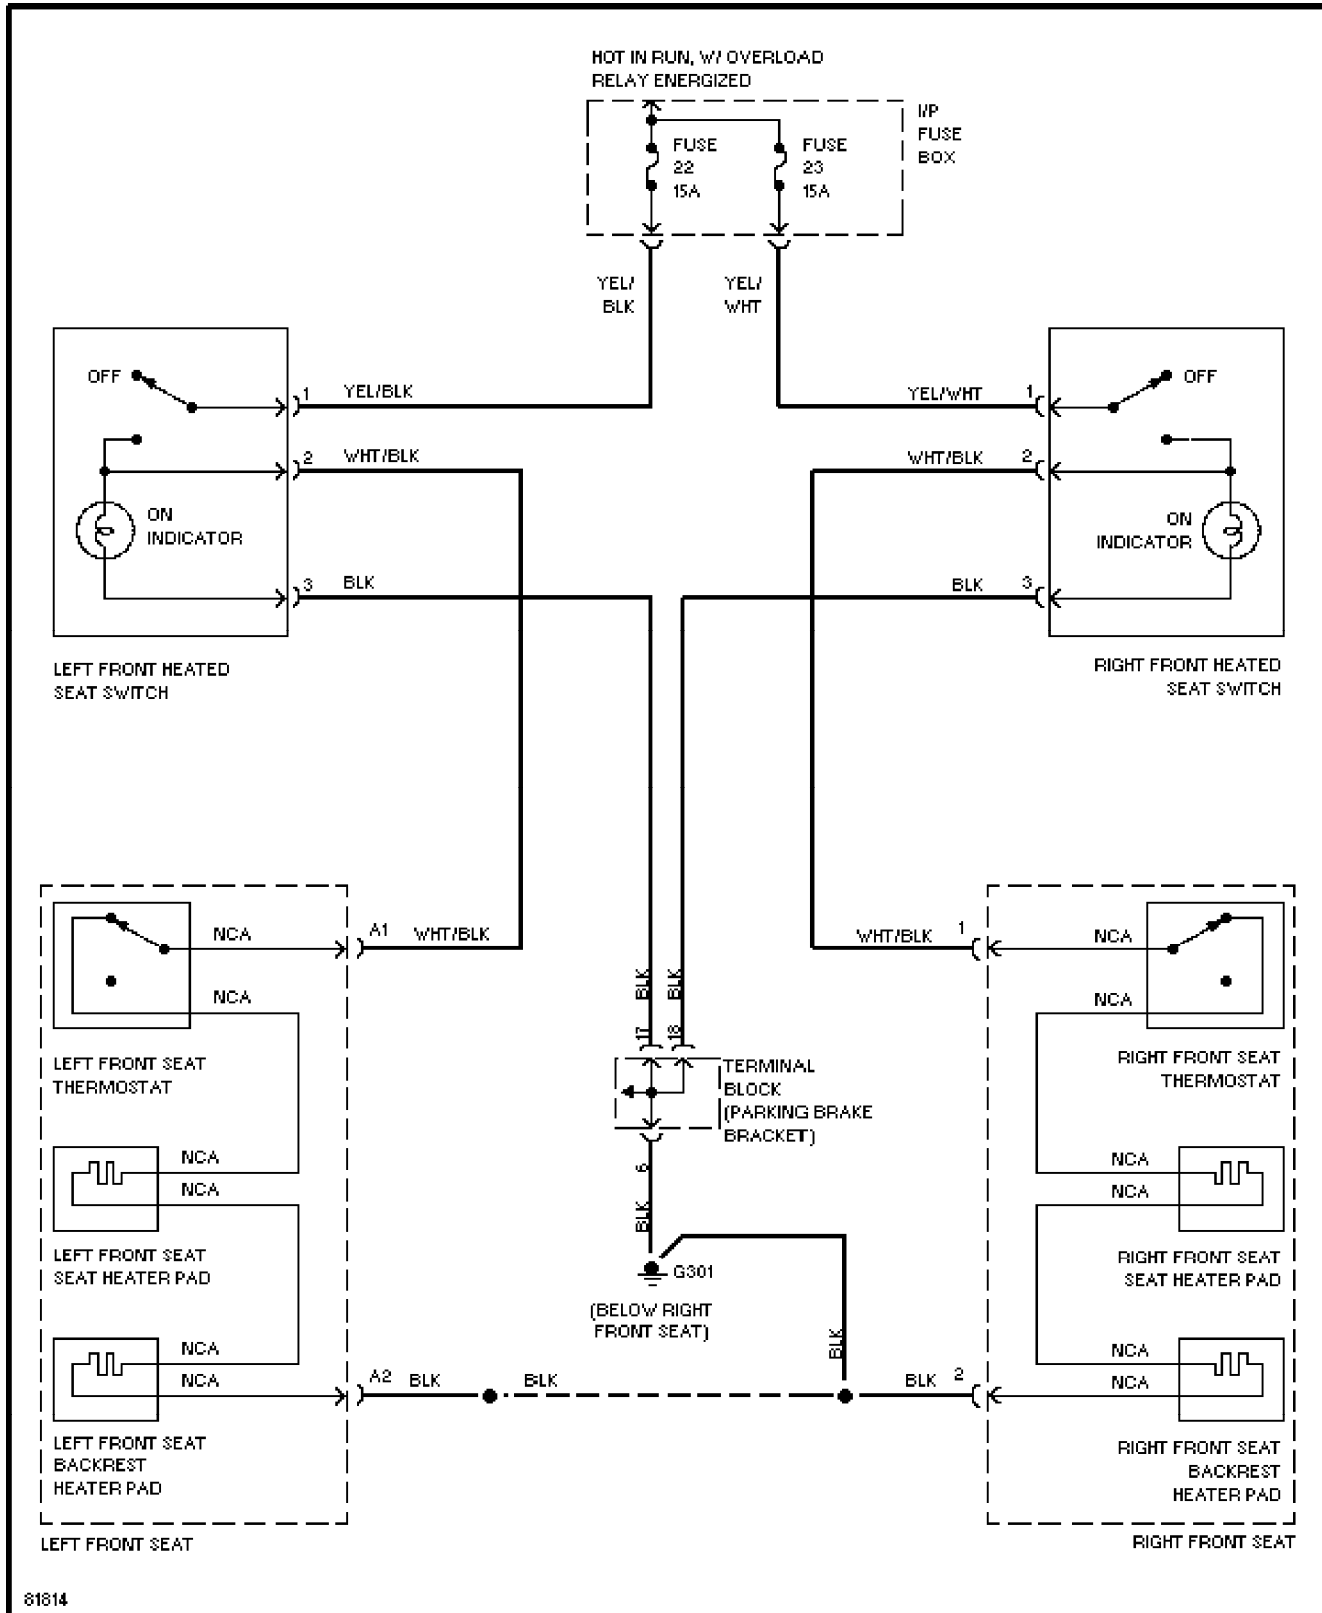 HOT IN RUN, W/ OVERLOAD
RELAY ENERGIZED
I/P
FUSE
BOX
FUSE
22
15A
FUSE
23
15A
YEL/
BLK
YEL/
WHT
OFF
1
YEL/BLK
2
WHT/BLK
ON
INDICATOR
3
BLK
LEFT FRONT HEATED
SEAT SWITCH
YEL/WHT
1
OFF
WHT/BLK
2
ON
INDICATOR
BLK
3
RIGHT FRONT HEATED
SEAT SWITCH
NCA
A1
WHT/BLK
NCA
LEFT FRONT SEAT
THERMOSTAT
NCA
NCA
LEFT FRONT SEAT
SEAT HEATER PAD
NCA
NCA
A2
BLK
BLK
LEFT FRONT SEAT
BACKREST
HEATER PAD
LEFT FRONT SEAT
BLK
BLK
17
18
TERMINAL
BLOCK
(PARKING BRAKE
BRACKET)
6
BLK
G301
(BELOW RIGHT
FRONT SEAT)
BLK
WHT/BLK
1
NCA
NCA
RIGHT FRONT SEAT
THERMOSTAT
NCA
NCA
RIGHT FRONT SEAT
SEAT HEATER PAD
NCA
NCA
BLK
2
RIGHT FRONT SEAT
BACKREST
HEATER PAD
RIGHT FRONT SEAT
81814